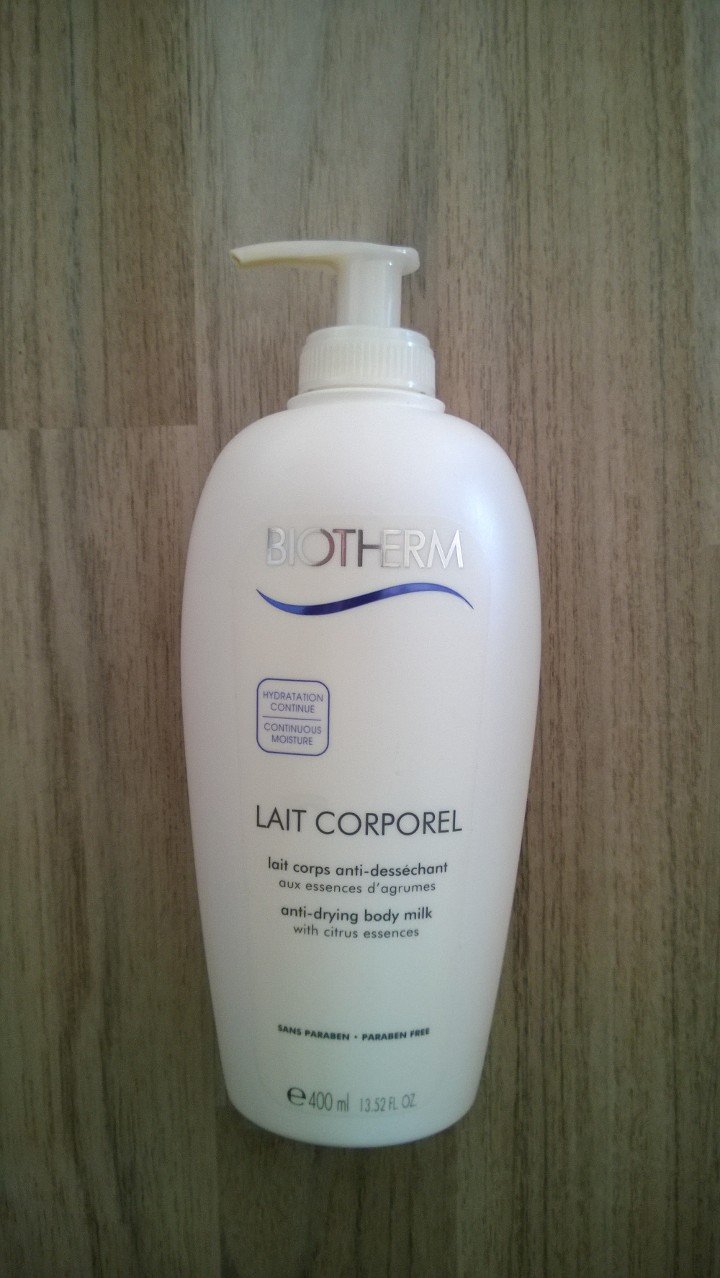 BIOTHERM
HYDRATATION
CONTINUE
CONTINUOUS
MOISTURE
LAIT CORPOREL
lait corps anti-desséchant
aux essences d'agrumes
anti-drying body milk
with citrus essences
SANS PARABEN • PARABEN FREE
℮ 400 ml 13.52 FL. OZ.